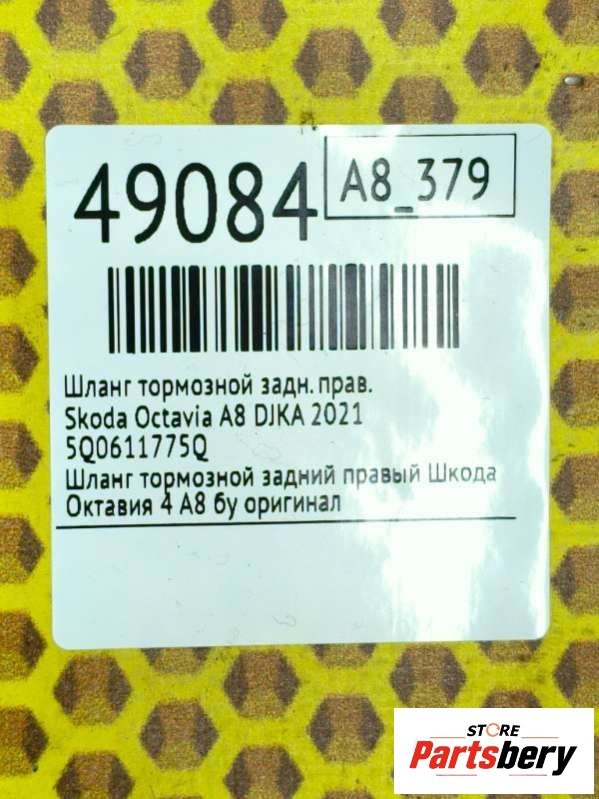 49084
A8_379
Шланг тормозной задн. прав.
Skoda Octavia A8 DJKA 2021
5Q0611775Q
Шланг тормозной задний правый Шкода
Октавия 4 А8 бу оригинал
STORE
Partsbery